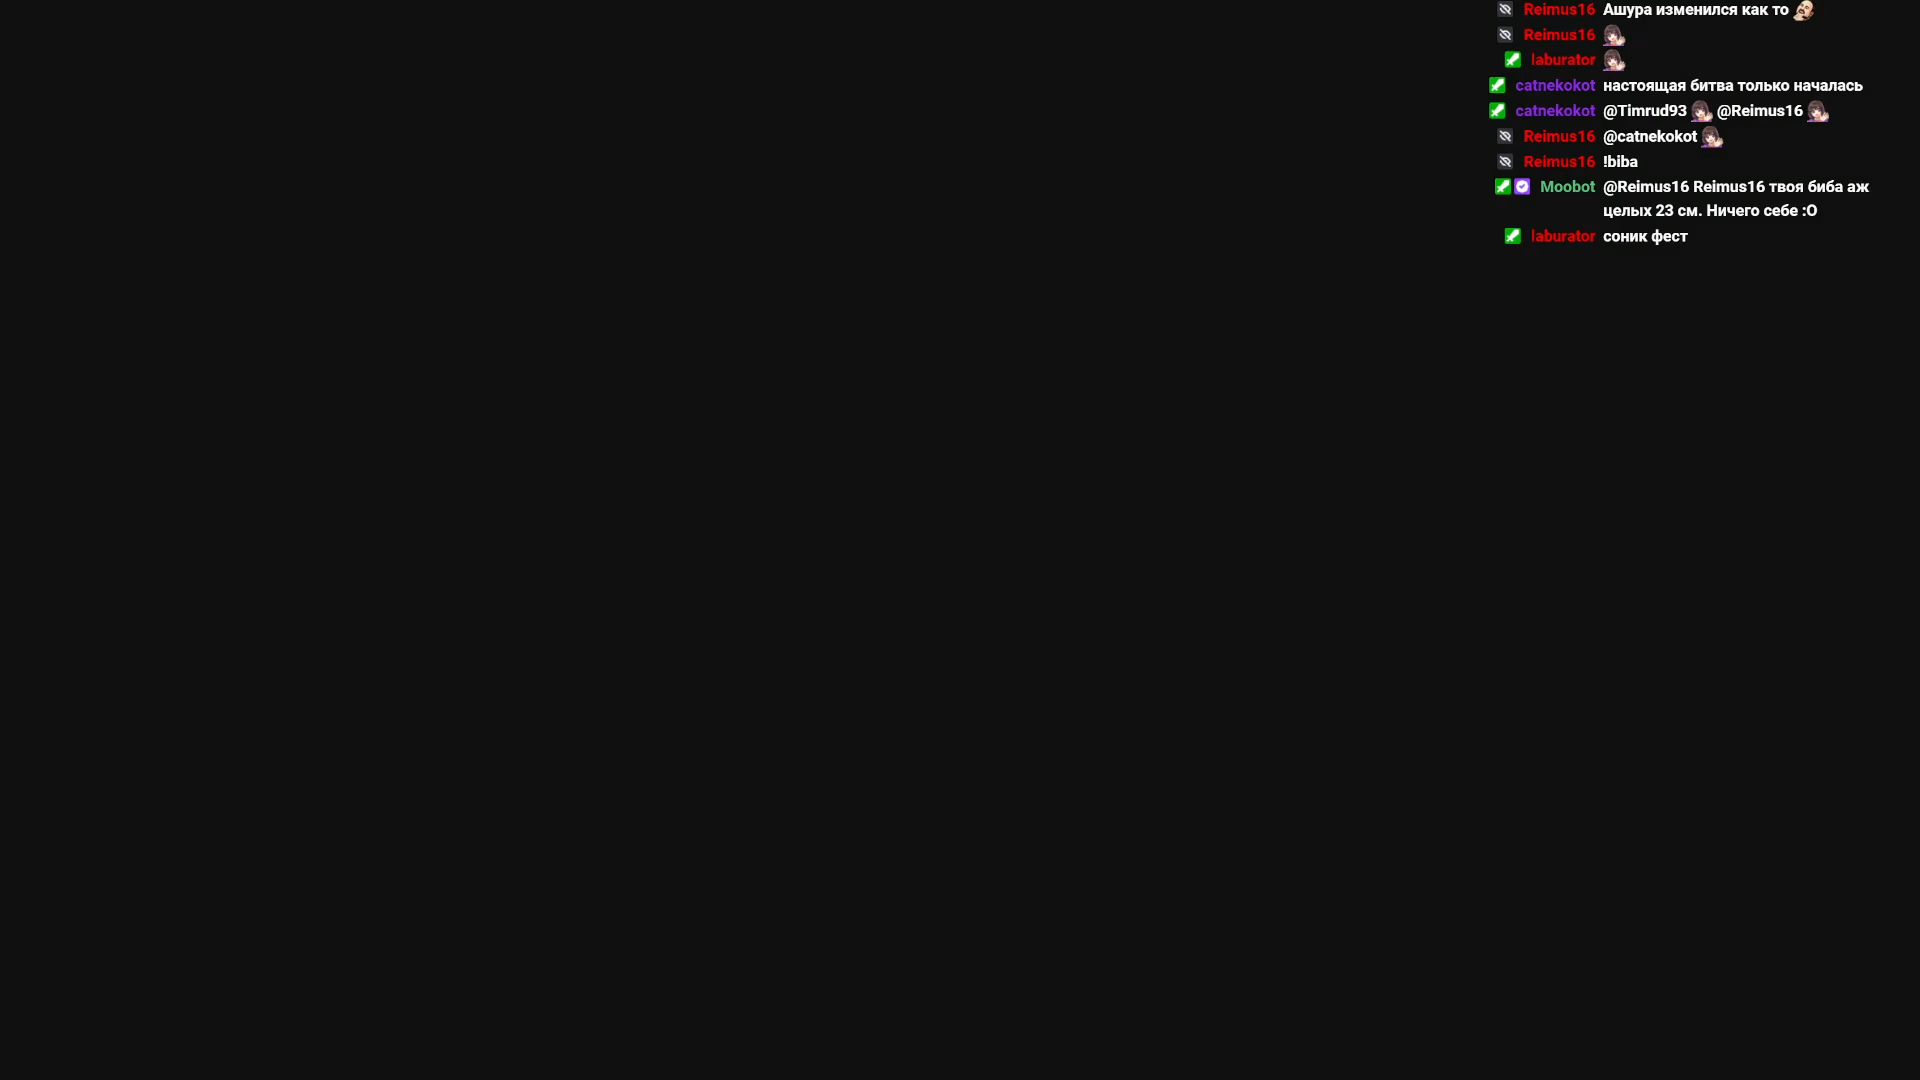 Reimus16 Ашура изменился как то
Reimus16
laburator
catnekokot настоящая битва только началась
catnekokot @Timrud93 @Reimus16
Reimus16 @catnekokot
Reimus16 !biba
Moobot @Reimus16 Reimus16 твоя биба аж
целых 23 см. Ничего себе :O
laburator соник фест